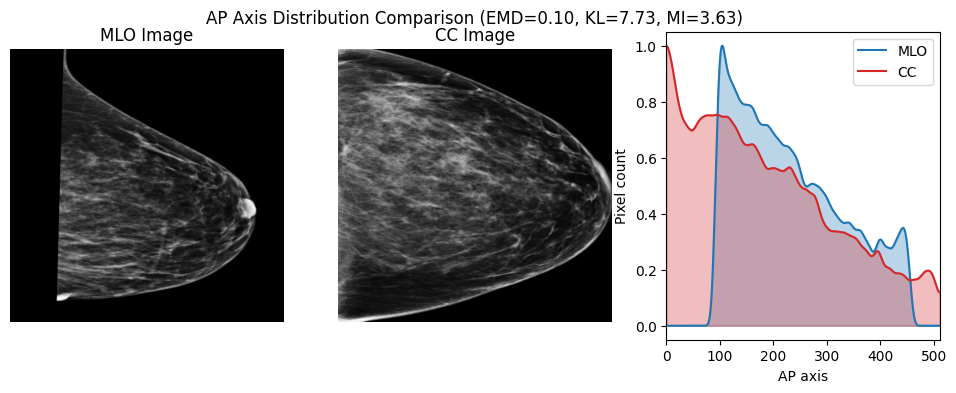 AP Axis Distribution Comparison (EMD=0.10, KL=7.73, MI=3.63)
MLO Image
CC Image
MLO
CC
Pixel count
1.0
0.8
0.6
0.4
0.2
0.0
0 100 200 300 400 500
AP axis